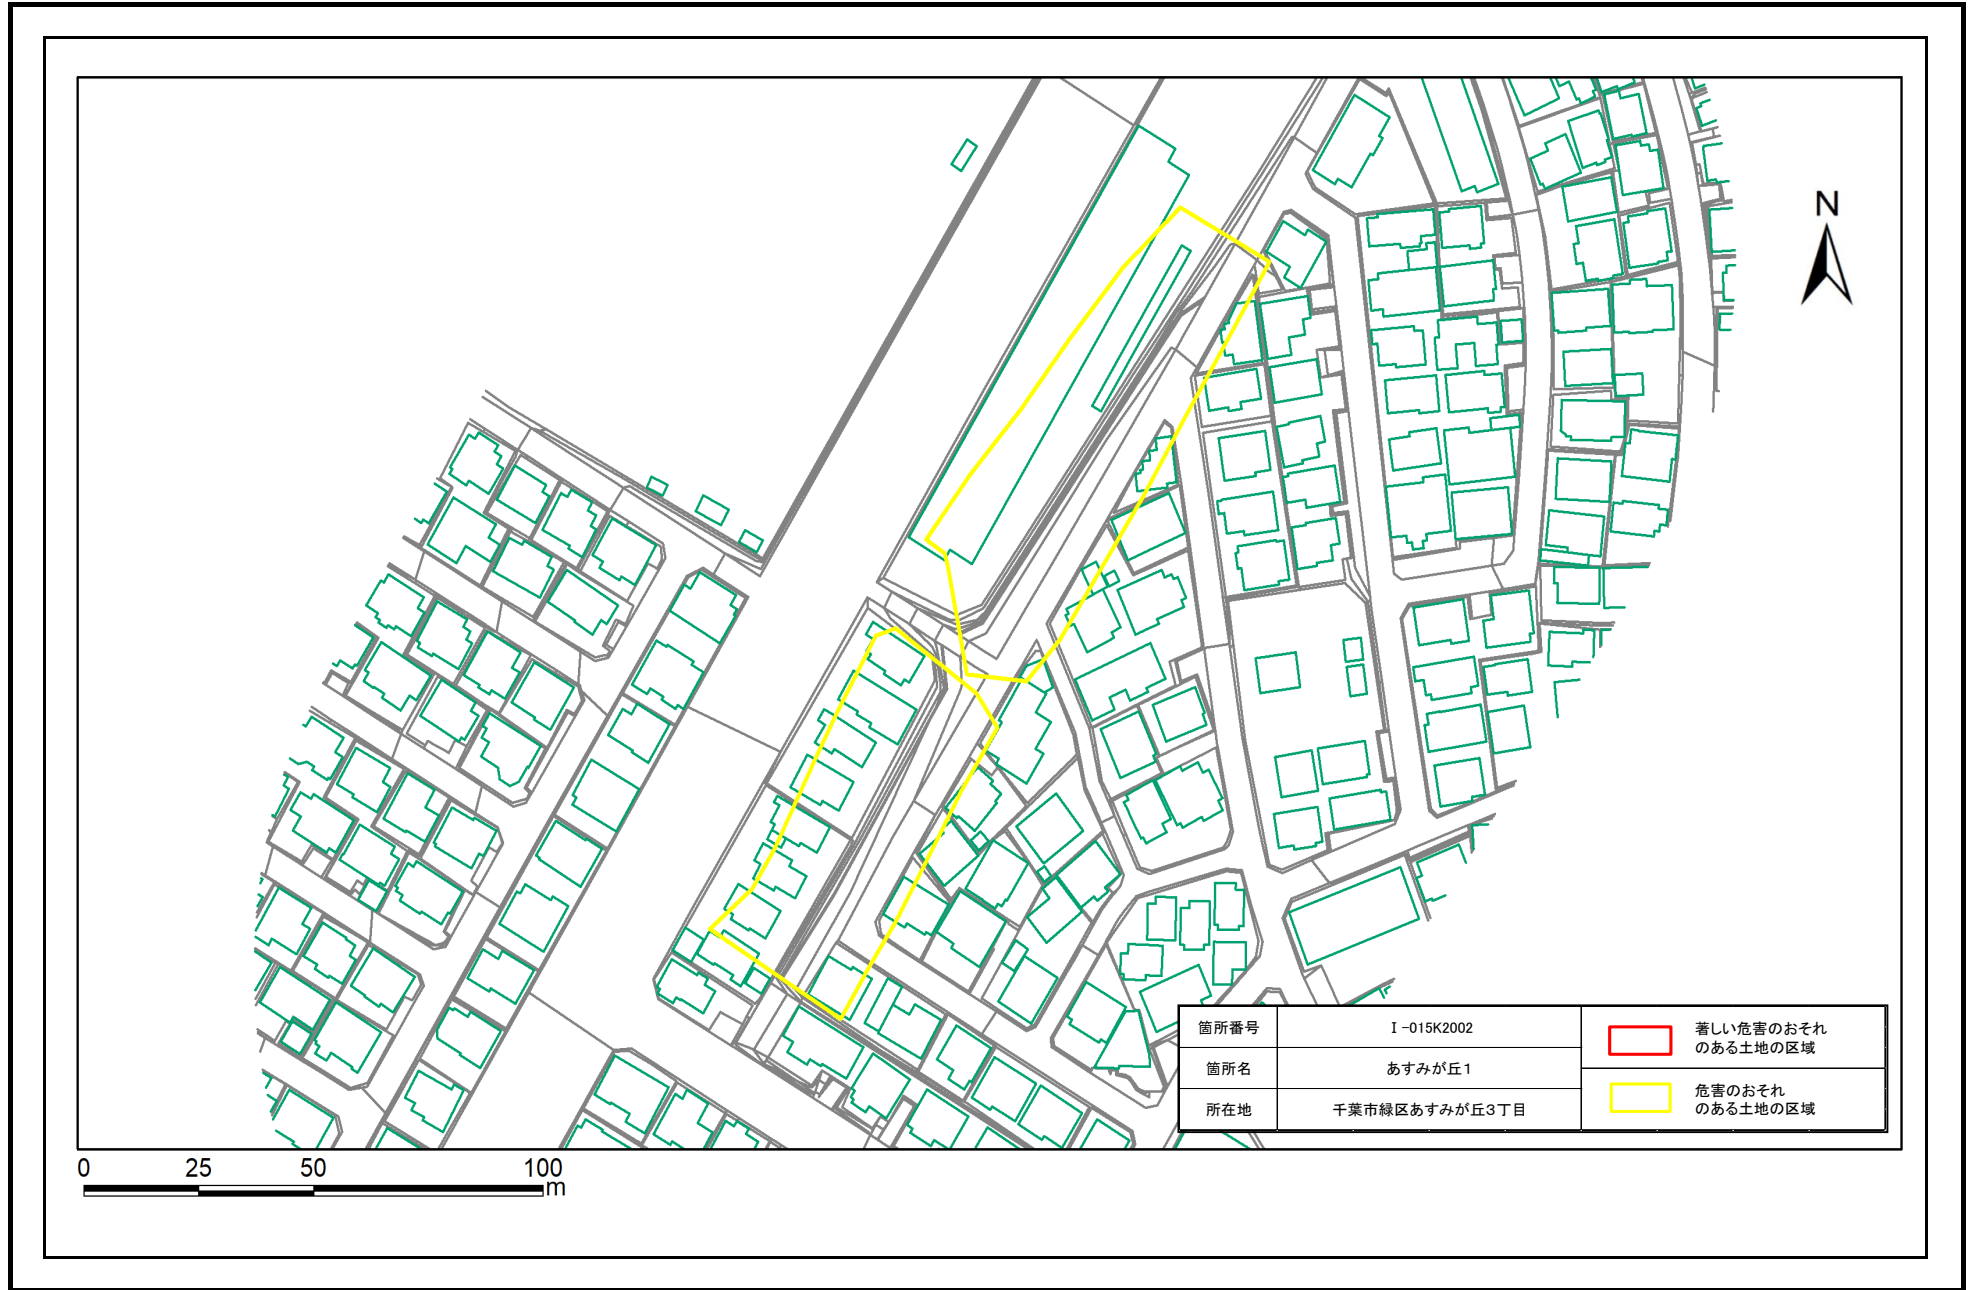 N
箇所番号
Ⅰ-015K2002
著しい危害のおそれ
のある土地の区域
箇所名
あすみが丘1
危害のおそれ
のある土地の区域
所在地
千葉市緑区あすみが丘3丁目
0 25 50 100
m